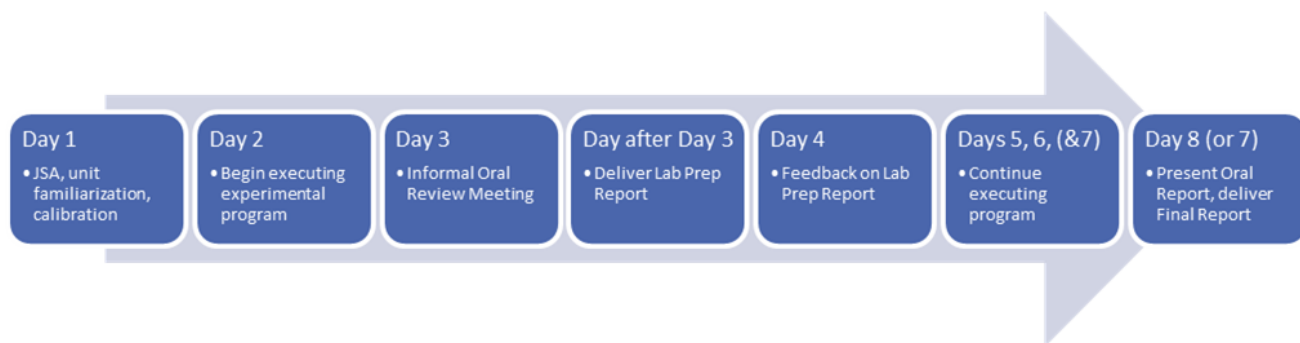 Day 1
•JSA, unit
familiarization,
calibration
Day 2
•Begin executing
experimental
program
Day 3
•Informal Oral
Review Meeting
Day after Day 3
•Deliver Lab Prep
Report
Day 4
•Feedback on Lab
Prep Report
Days 5, 6, (&7)
•Continue
executing
program
Day 8 (or 7)
•Present Oral
Report, deliver
Final Report